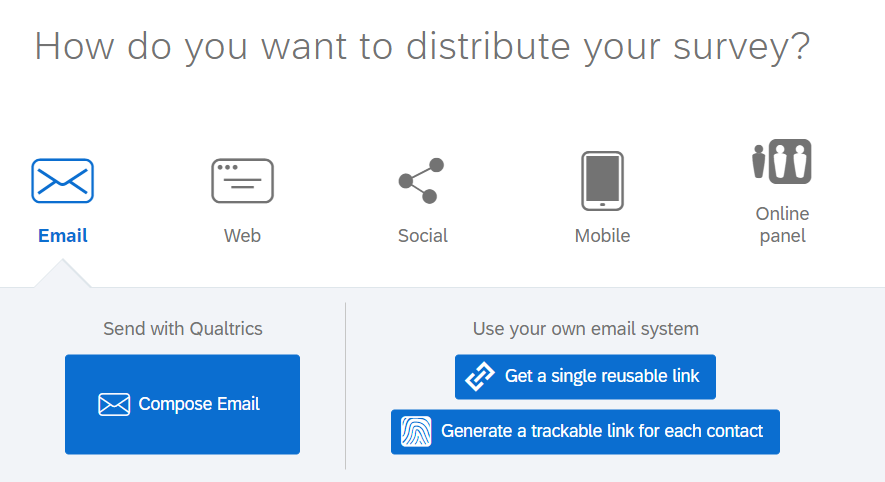 How do you want to distribute your survey?
Email
Web
Social
Mobile
Online
panel
Send with Qualtrics
Compose Email
Use your own email system
Get a single reusable link
Generate a trackable link for each contact